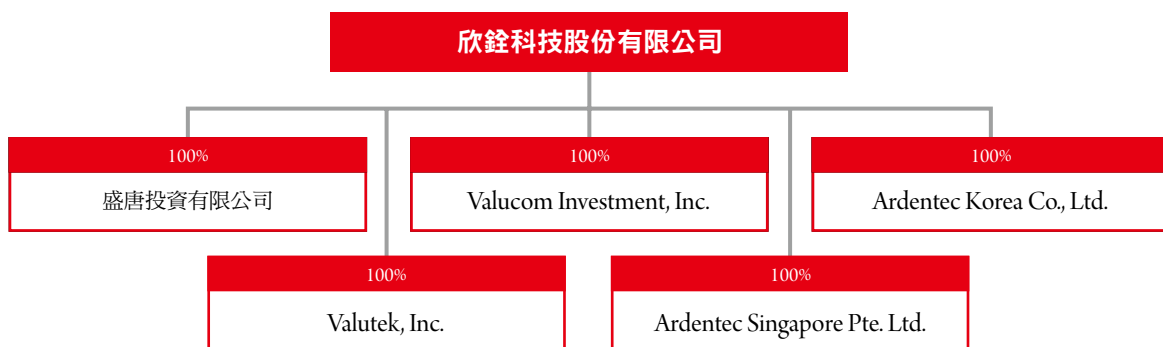 欣銓科技股份有限公司
100%
盛唐投資有限公司
100%
Valucom Investment, Inc.
100%
Ardentec Korea Co., Ltd.
100%
Valutek, Inc.
100%
Ardentec Singapore Pte. Ltd.